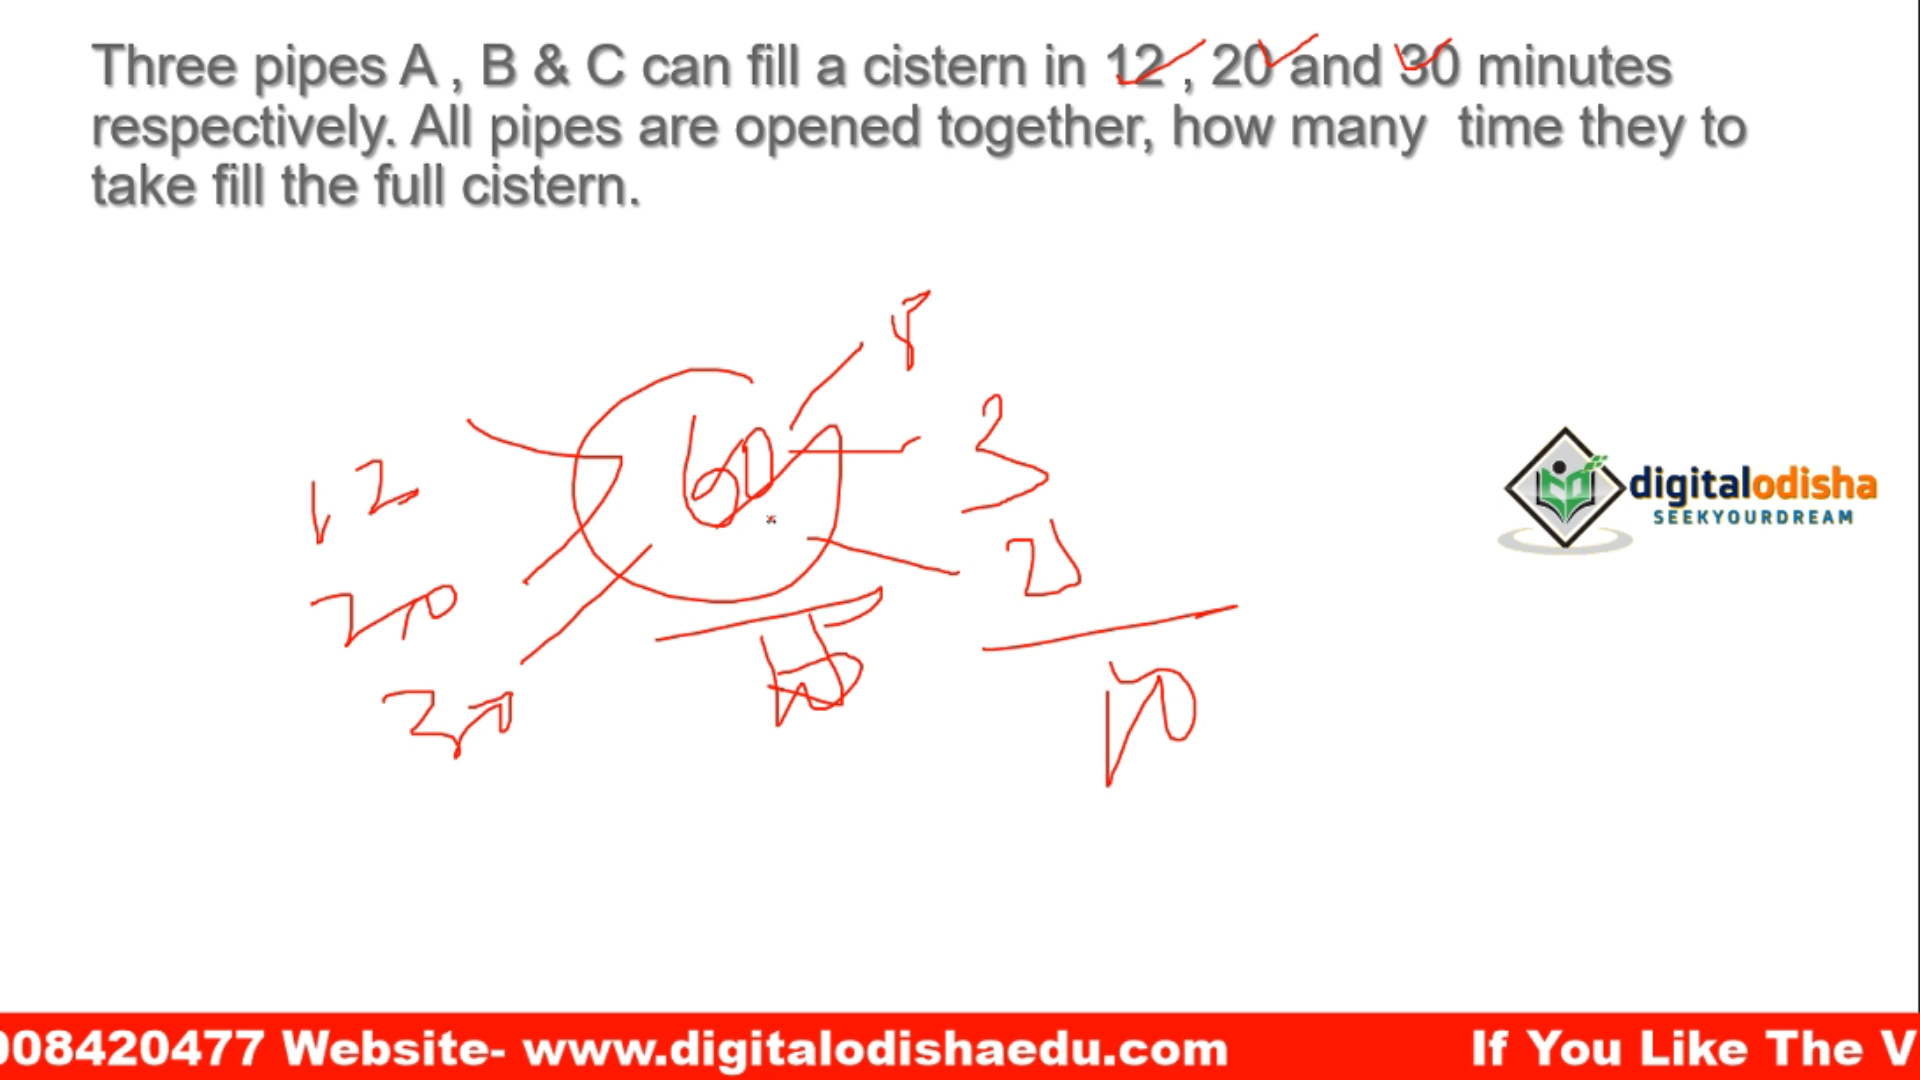 Three pipes A , B & C can fill a cistern in 12 , 20 and 30 minutes
respectively. All pipes are opened together, how many time they to
take fill the full cistern.
5
60
3
12
2
20
10
30
digitalodisha
SEEKYOURDREAM
008420477 Website- www.digitalodishaedu.com If You Like The V